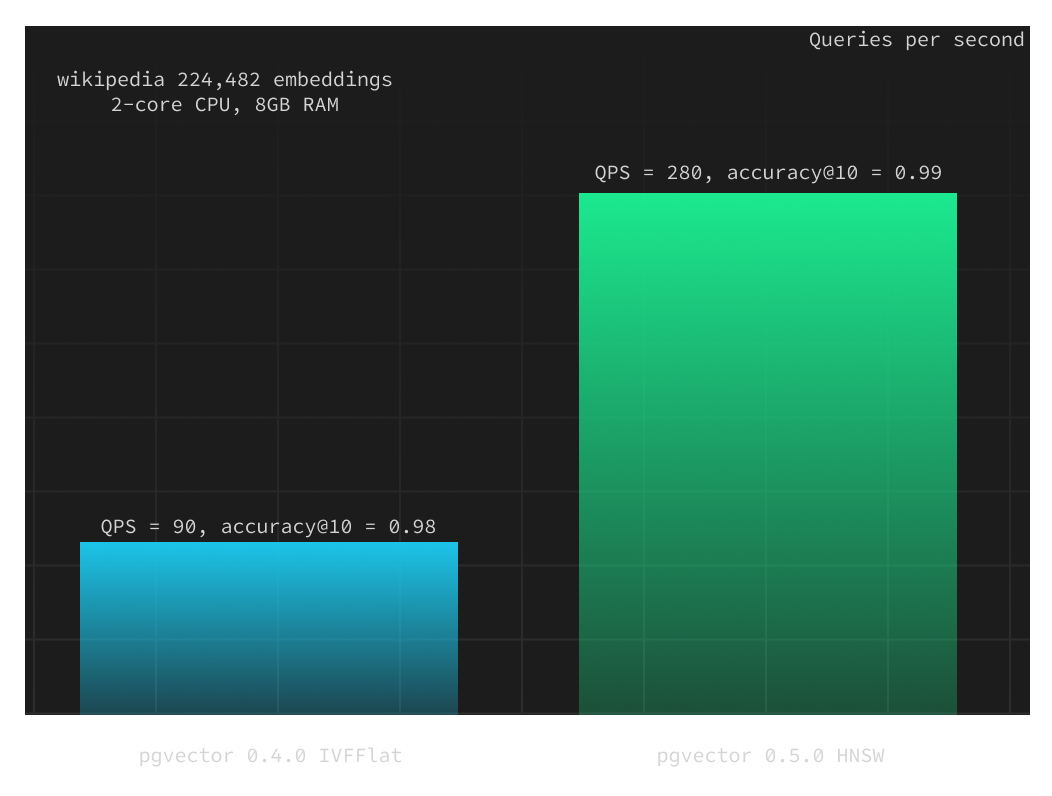 Queries per second
wikipedia 224,482 embeddings
2-core CPU, 8GB RAM
QPS = 280, accuracy@10 = 0.99
QPS = 90, accuracy@10 = 0.98
pgvector 0.4.0 IVFFlat
pgvector 0.5.0 HNSW